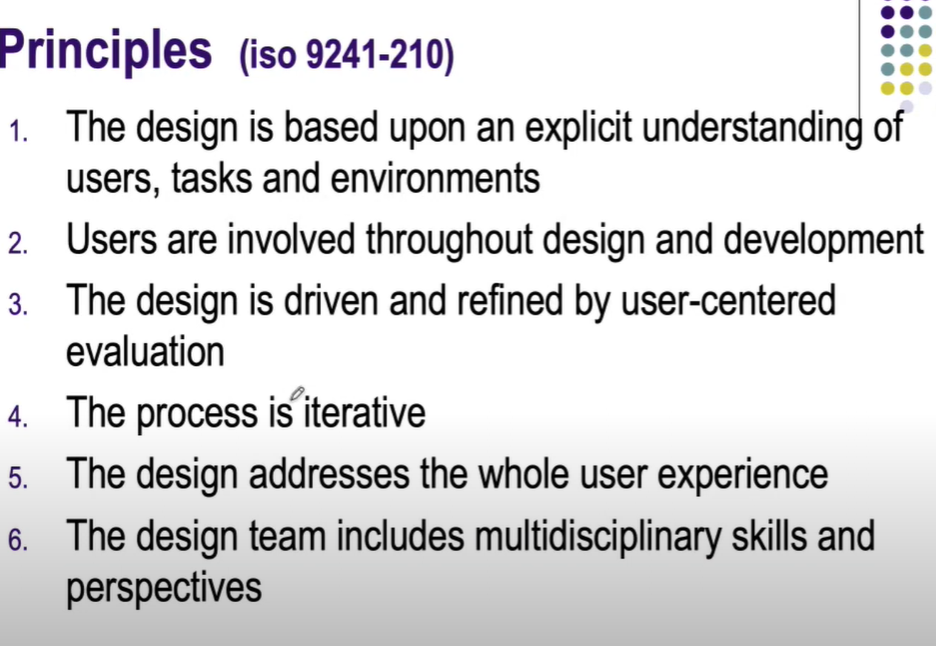 Principles (iso 9241-210)
1. The design is based upon an explicit understanding of
users, tasks and environments
2. Users are involved throughout design and development
3. The design is driven and refined by user-centered
evaluation
4. The process is iterative
5. The design addresses the whole user experience
6. The design team includes multidisciplinary skills and
perspectives